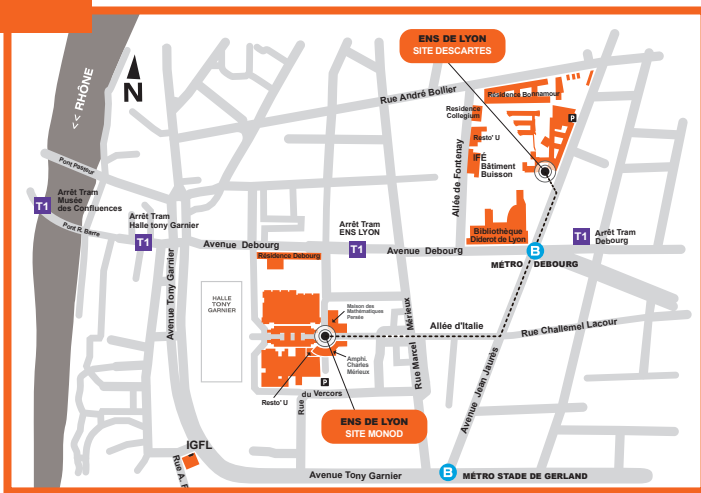 ENS DE LYON
SITE DESCARTES
<< RHÔNE
N
Rue André Bollier
Résidence Bonnamour
Résidence
Collegium
P
Resto' U
IFÉ
Bâtiment
Buisson
Allée de Fontenay
Pont Pasteur
T1
Arrêt Tram
Musée
des Confluences
Pont R. Barre
Arrêt Tram
Halle tony Garnier
T1
Arrêt Tram
ENS LYON
T1
Bibliothèque
Diderot de Lyon
T1
Arrêt Tram
Debourg
Avenue Debourg
Avenue Debourg
B
MÉTRO DEBOURG
Résidence Debourg
Avenue Tony Garnier
HALLE
TONY
GARNIER
Maison des
Mathématiques
Persée
Rue Marcel Mérieux
Allée d'Italie
Rue Challemel Lacour
Amphi.
Charles
Mérieux
Avenue Jean Jaurès
P
Resto' U
Rue du Vercors
ENS DE LYON
SITE MONOD
IGFL
Rue A. F
Avenue Tony Garnier
B
MÉTRO STADE DE GERLAND